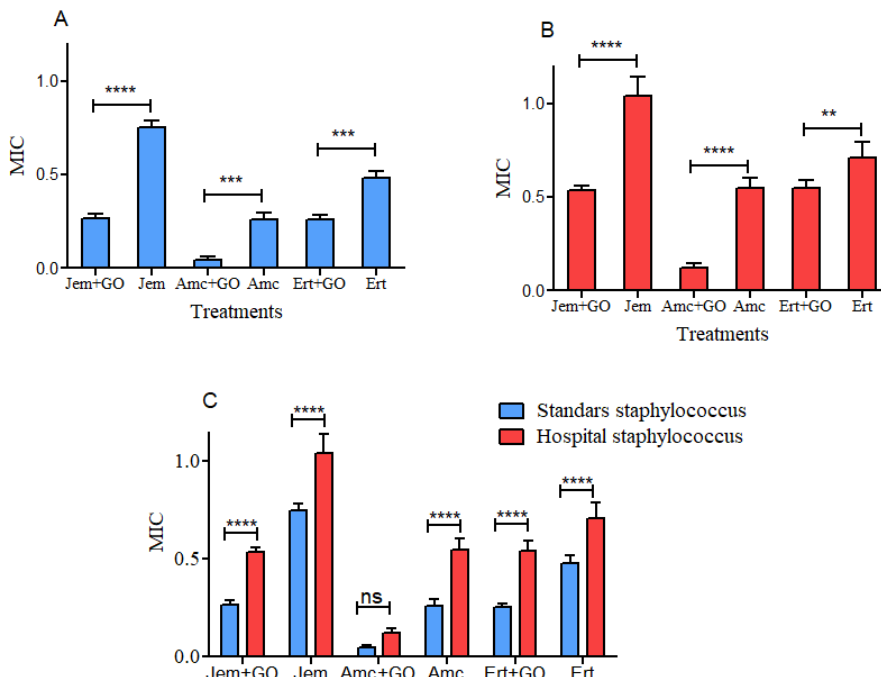 A
MIC
1.0
0.5
0.0
****
***
***
Jem+GO Jem Amc+GO Amc Ert+GO Ert
Treatments
B
MIC
1.0
0.5
0.0
****
****
**
Jem+GO Jem Amc+GO Amc Ert+GO Ert
Treatments
C
Standars staphylococcus
Hospital staphylococcus
MIC
1.0
0.5
0.0
****
****
ns
****
****
****
Jem+GO Jem Amc+GO Amc Ert+GO Ert